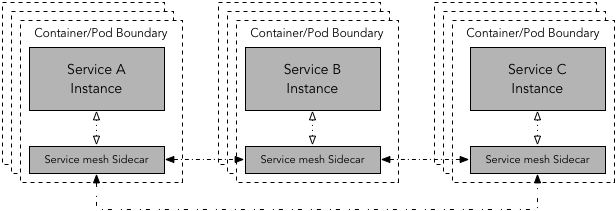 Container/Pod Boundary
Service A
Instance
Service mesh Sidecar
Container/Pod Boundary
Service B
Instance
Service mesh Sidecar
Container/Pod Boundary
Service C
Instance
Service mesh Sidecar